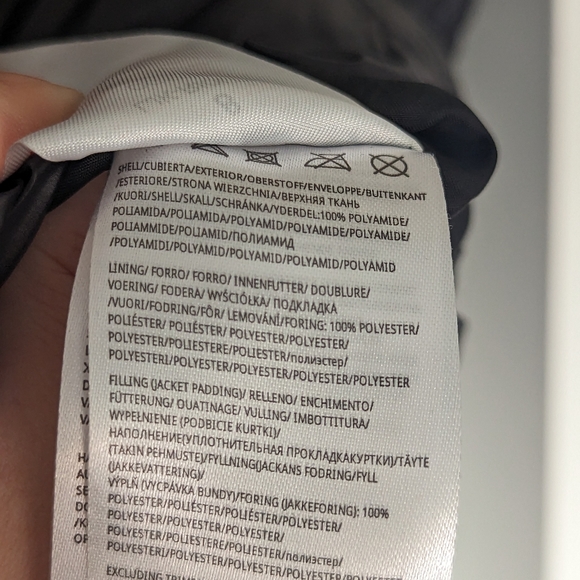 SHELL/CUBIERTA/EXTERIOR/OBERSTOFF/ENVELOPPE/BUITENKANT
/ESTERIORE/STRONA WIERZCHNIA/ВЕРХНЯЯ ТКАНЬ
/KUORI/SHELL/SKALL/SCHRÁNKA/YDERDEL:100% POLYAMIDE/
POLIAMIDA/POLIAMIDA/POLYAMID/POLYAMIDE/POLYAMIDE/
POLIAMMIDE/POLIAMID/ПОЛИАМИД
/POLYAMIDI/POLYAMID/POLYAMID/POLYAMID/POLYAMID
LINING/ FORRO/ FORRO/ INNENFUTTER/ DOUBLURE/
VOERING/ FODERA/ WYŚCIÓŁKA/ ПОДКЛАДКА
/VUORI/FODRING/FÔR/ LEMOVÁNÍ/FORING: 100% POLYESTER/
POLIÉSTER/ POLIÉSTER/ POLYESTER/POLYESTER/
POLYESTER/POLIESTERE/POLIESTER/полиэстер/
POLYESTERI/POLYESTER/POLYESTER/POLYESTER/POLYESTER
FILLING (JACKET PADDING)/ RELLENO/ ENCHIMENTO/
FÜTTERUNG/ OUATINAGE/ VULLING/ IMBOTTITURA/
WYPEŁNIENIE (PODBICIE KURTKI)/
НАПОЛНЕНИЕ(УПЛОТНИТЕЛЬНАЯ ПРОКЛАДКАКУРТКИ)/TÄYTE
(TAKIN PEHMUSTE)/FYLLNING(JACKANS FODRING/FYLL
(JAKKEVATTERING)/
VÝPLŇ (VYCPÁVKA BUNDY)/FORING (JAKKEFORING): 100%
POLYESTER/POLIÉSTER/POLIÉSTER/POLYESTER/
POLYESTER/POLYESTER/POLYESTER/
POLYESTER/POLIESTERE/POLIESTER/полиэстер/
POLYESTERI/POLYESTER/POLYESTER/POLYESTER/POLYESTER
EXCLUDING